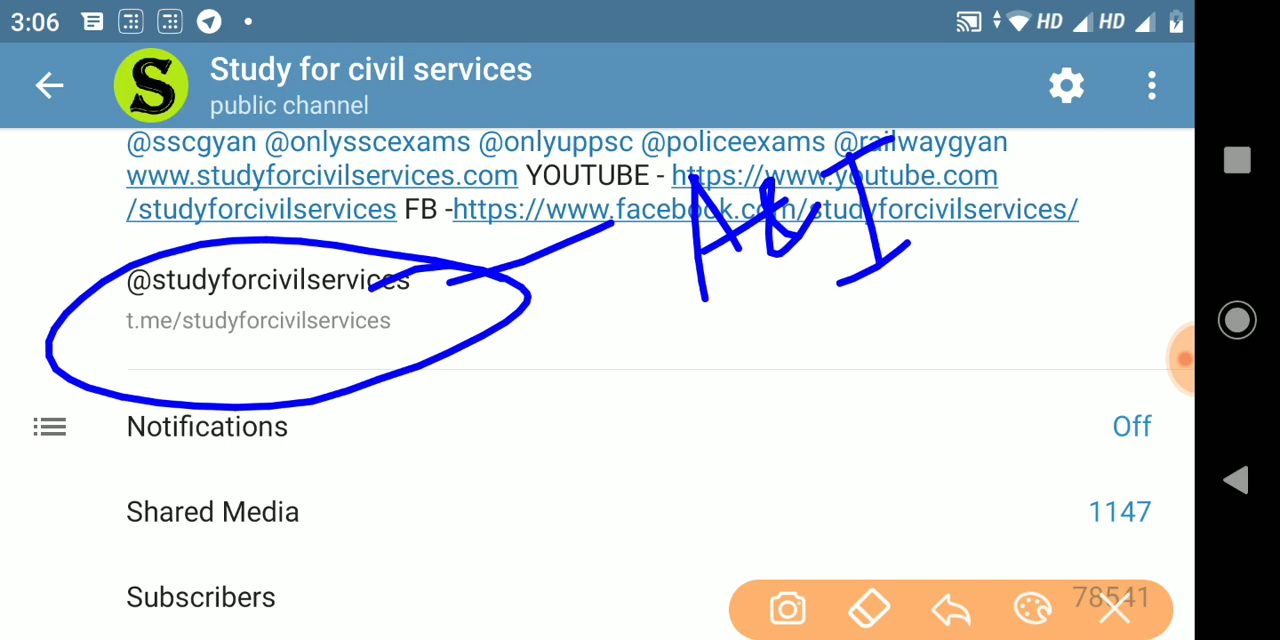 3:06 HD HD
Study for civil services
public channel
@sscgyan @onlysscexams @onlyuppsc @policeexams @railwaygyan
www.studyforcivilservices.com YOUTUBE - https://www.youtube.com
/studyforcivilservices FB -https://www.facebook.com/studyforcivilservices/
@studyforcivilservices
t.me/studyforcivilservices
Notifications Off
Shared Media 1147
Subscribers 78541